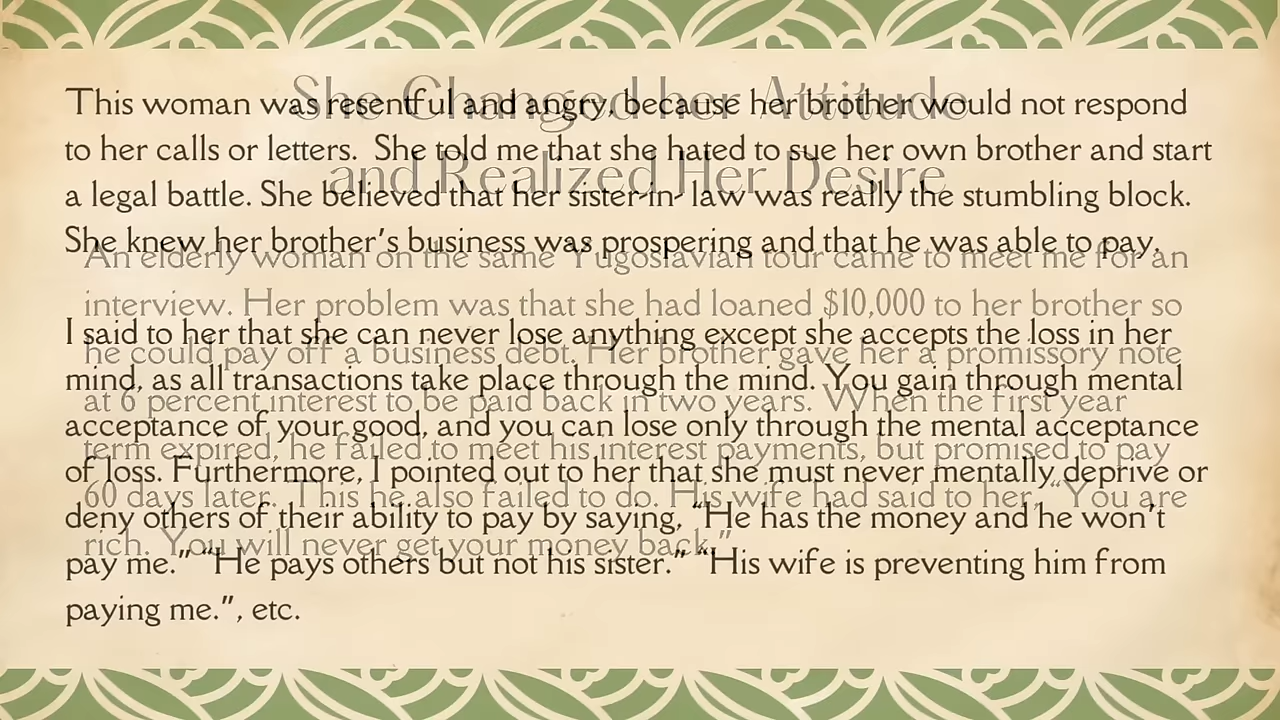 She Changed her Attitude
and Realized Her Desire
An elderly woman on the same Yugoslavian tour came to meet me for an
interview. Her problem was that she had loaned $10,000 to her brother so
he could pay off a business debt. Her brother gave her a promissory note
at 6 percent interest to be paid back in two years. When the first year
term expired, he failed to meet his interest payments, but promised to pay
60 days later. This he also failed to do. His wife had said to her, “You are
rich. You will never get your money back.”
This woman was resentful and angry, because her brother would not respond
to her calls or letters.  She told me that she hated to sue her own brother and start
a legal battle. She believed that her sister-in- law was really the stumbling block.
She knew her brother’s business was prospering and that he was able to pay.
I said to her that she can never lose anything except she accepts the loss in her
mind, as all transactions take place through the mind. You gain through mental
acceptance of your good, and you can lose only through the mental acceptance
of loss. Furthermore, I pointed out to her that she must never mentally deprive or
deny others of their ability to pay by saying, “He has the money and he won’t
pay me.” “He pays others but not his sister.” “His wife is preventing him from
paying me.”, etc.